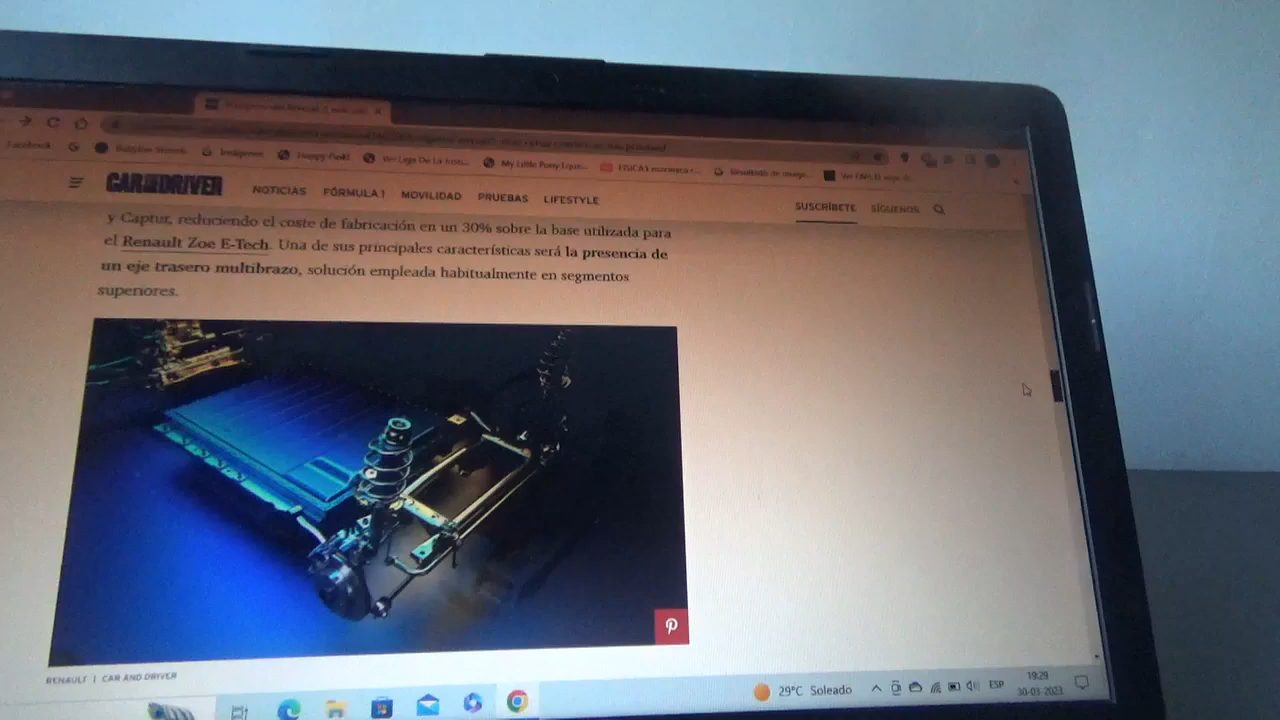 Facebook
Imágenes
CAR AND DRIVER
NOTICIAS FÓRMULA 1 MOVILIDAD PRUEBAS LIFESTYLE
SUSCRÍBETE SÍGUENOS
y Captur, reduciendo el coste de fabricación en un 30% sobre la base utilizada para
el Renault Zoe E-Tech. Una de sus principales características será la presencia de
un eje trasero multibrazo, solución empleada habitualmente en segmentos
superiores.
RENAULT | CAR AND DRIVER
29°C Soleado
ESP
19:29
30-03-2023